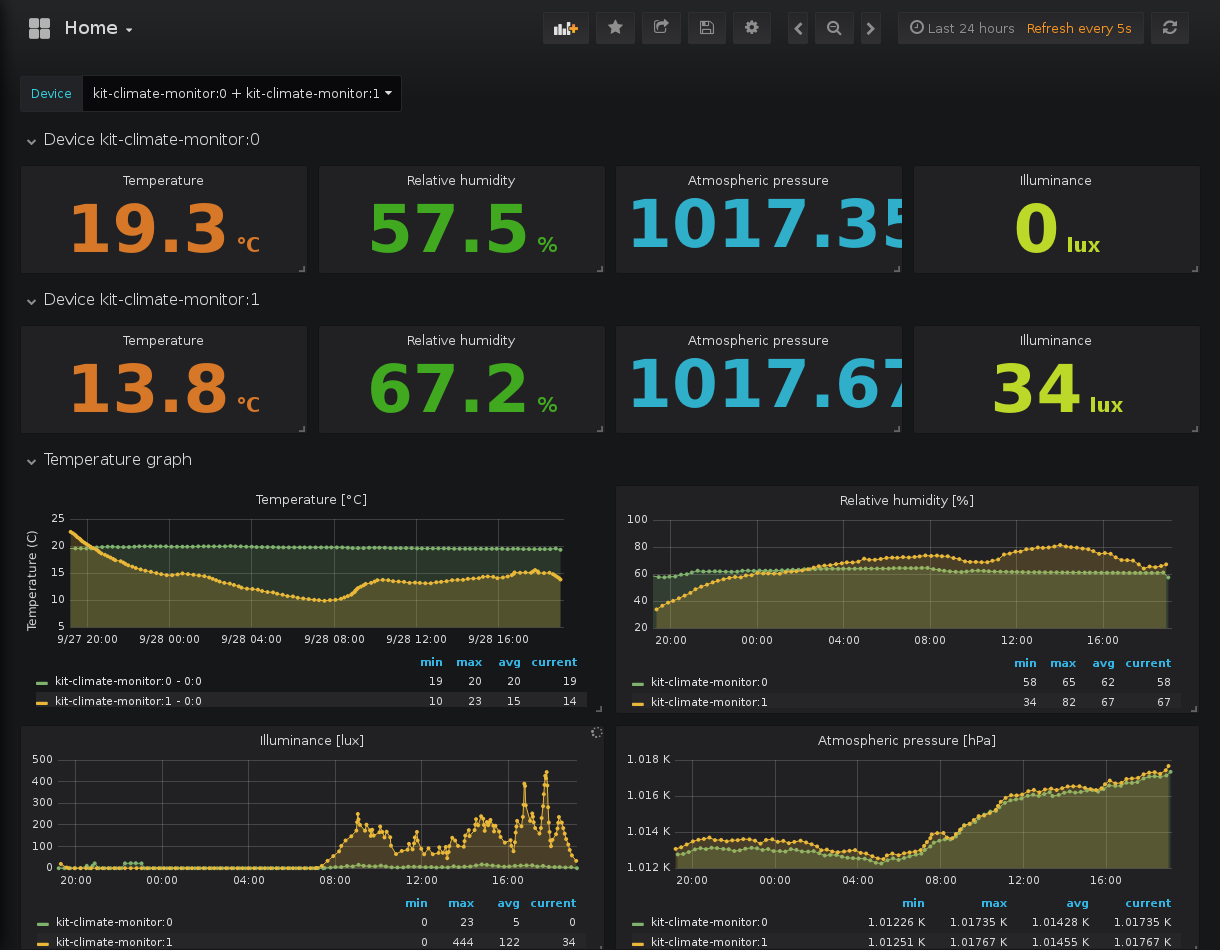 Home
Last 24 hours Refresh every 5s
Device kit-climate-monitor:0 + kit-climate-monitor:1
Device kit-climate-monitor:0
Temperature Relative humidity Atmospheric pressure Illuminance
19.3 °C 57.5 % 1017.35 0 lux
Device kit-climate-monitor:1
Temperature Relative humidity Atmospheric pressure Illuminance
13.8 °C 67.2 % 1017.67 34 lux
Temperature graph
Temperature [°C]
Temperature (C)
25
20
15
10
5
9/27 20:00 9/28 00:00 9/28 04:00 9/28 08:00 9/28 12:00 9/28 16:00
min max avg current
kit-climate-monitor:0 - 0:0 19 20 20 19
kit-climate-monitor:1 - 0:0 10 23 15 14
Relative humidity [%]
100
80
60
40
20
20:00 00:00 04:00 08:00 12:00 16:00
min max avg current
kit-climate-monitor:0 58 65 62 58
kit-climate-monitor:1 34 82 67 67
Illuminance [lux]
500
400
300
200
100
0
20:00 00:00 04:00 08:00 12:00 16:00
min max avg current
kit-climate-monitor:0 0 23 5 0
kit-climate-monitor:1 0 444 122 34
Atmospheric pressure [hPa]
1.018 K
1.016 K
1.014 K
1.012 K
20:00 00:00 04:00 08:00 12:00 16:00
min max avg current
kit-climate-monitor:0 1.01226 K 1.01735 K 1.01428 K 1.01735 K
kit-climate-monitor:1 1.01251 K 1.01767 K 1.01455 K 1.01767 K